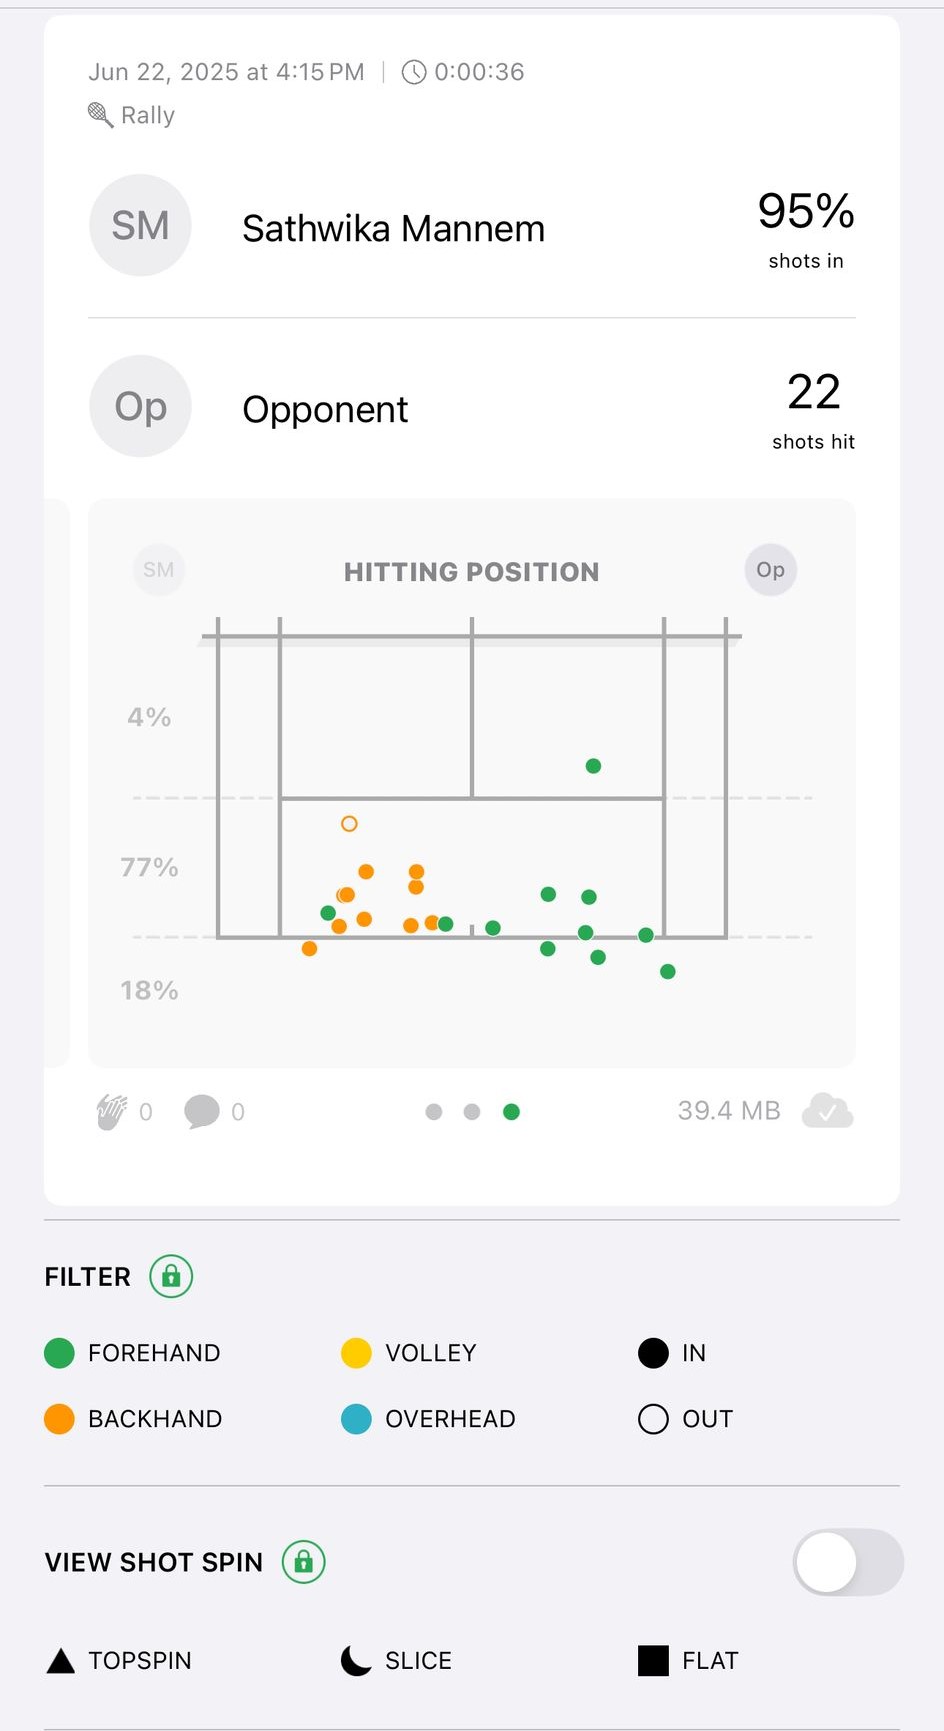 Jun 22, 2025 at 4:15 PM | 0:00:36
Rally
SM Sathwika Mannem 95%
shots in
Op Opponent 22
shots hit
SM HITTING POSITION Op
4%
77%
18%
0 0 39.4 MB
FILTER
FOREHAND VOLLEY IN
BACKHAND OVERHEAD OUT
VIEW SHOT SPIN
TOPSPIN SLICE FLAT